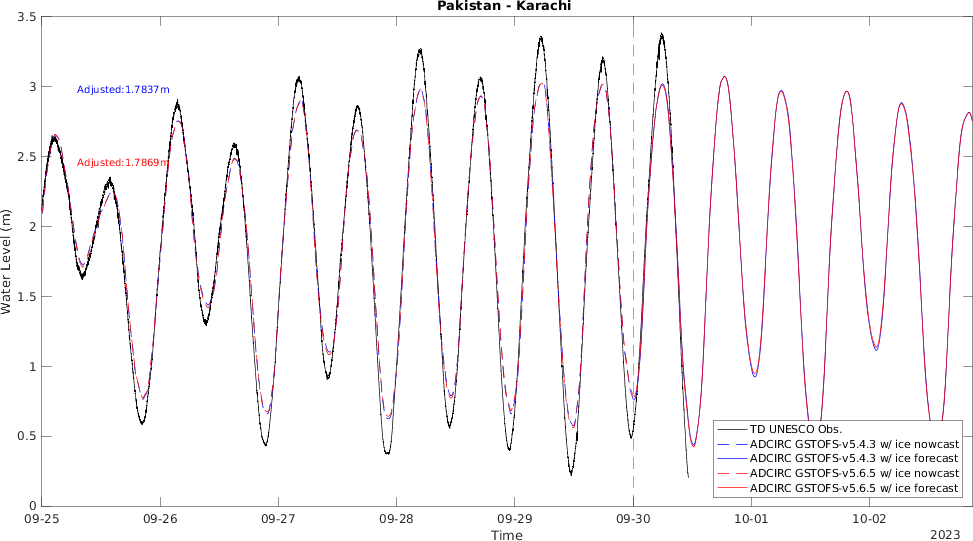 Pakistan - Karachi
3.5
3
2.5
2
1.5
1
0.5
0
Water Level (m)
Adjusted:1.7837m
Adjusted:1.7869m
TD UNESCO Obs.
ADCIRC GSTOFS-v5.4.3 w/ ice nowcast
ADCIRC GSTOFS-v5.4.3 w/ ice forecast
ADCIRC GSTOFS-v5.6.5 w/ ice nowcast
ADCIRC GSTOFS-v5.6.5 w/ ice forecast
09-25 09-26 09-27 09-28 09-29 09-30 10-01 10-02
Time
2023